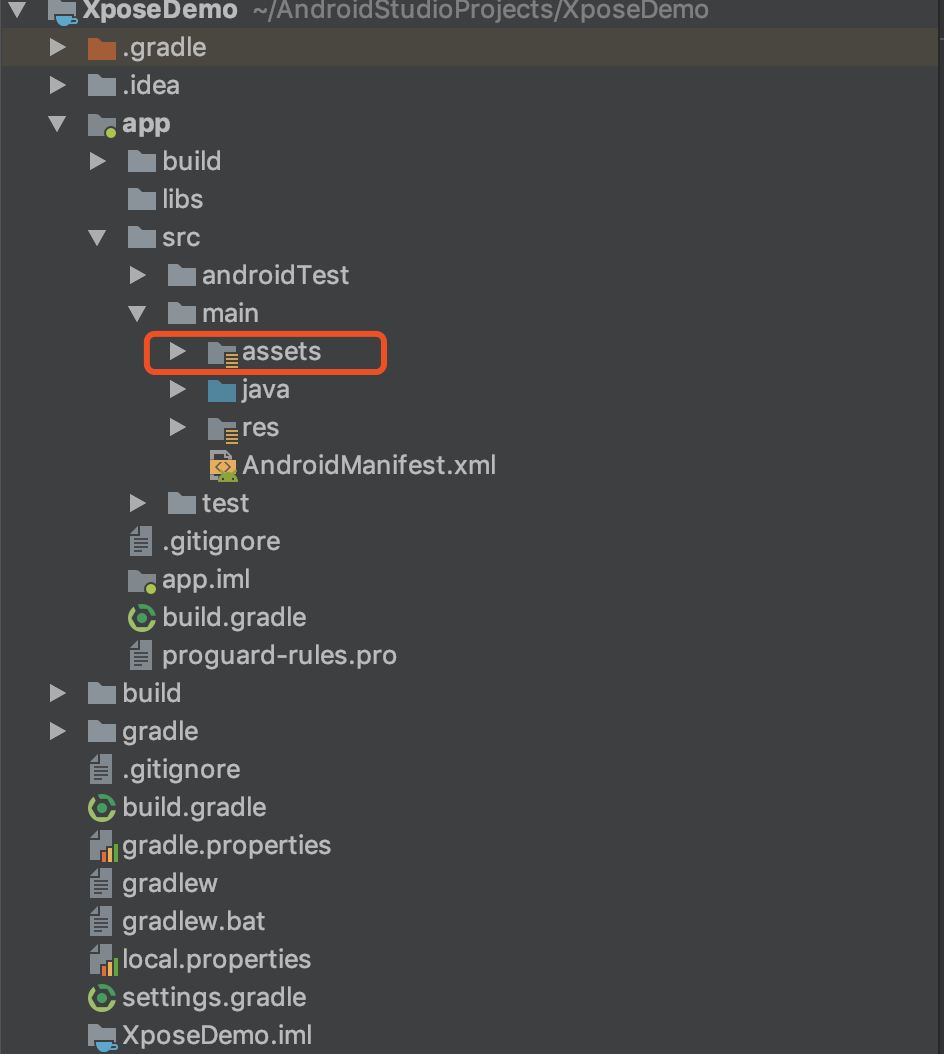 XposeDemo ~/AndroidStudioProjects/XposeDemo
.gradle
.idea
app
build
libs
src
androidTest
main
assets
java
res
AndroidManifest.xml
test
.gitignore
app.iml
build.gradle
proguard-rules.pro
build
gradle
.gitignore
build.gradle
gradle.properties
gradlew
gradlew.bat
local.properties
settings.gradle
XposeDemo.iml